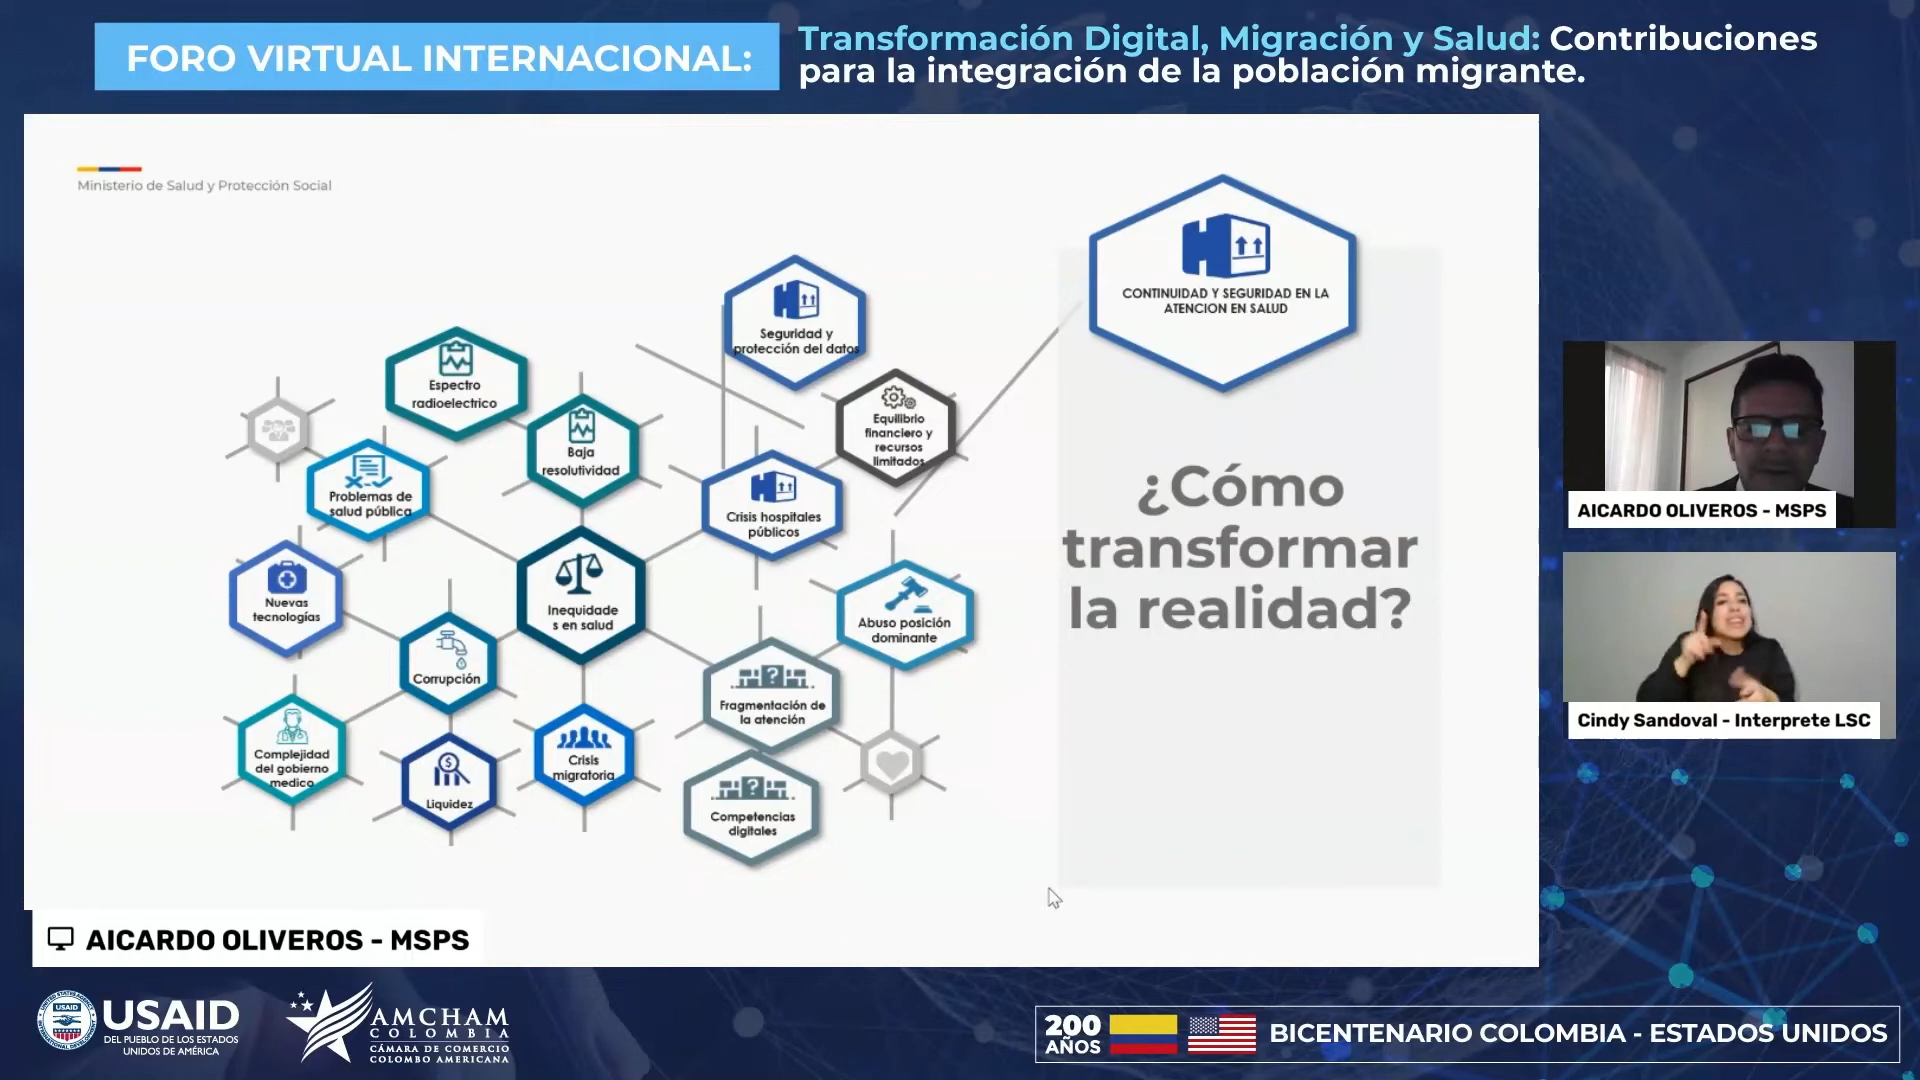 FORO VIRTUAL INTERNACIONAL:
Transformación Digital, Migración y Salud: Contribuciones
para la integración de la población migrante.
Ministerio de Salud y Protección Social
CONTINUIDAD Y SEGURIDAD EN LA
ATENCION EN SALUD
¿Cómo
transformar
la realidad?
Seguridad y
protección del datos
Espectro
radioelectrico
Equilibrio
financiero y
recursos
limitados
Baja
resolutividad
Problemas de
salud pública
Crisis hospitales
públicos
Nuevas
tecnologías
Inequidade
s en salud
Abuso posición
dominante
Corrupción
Fragmentación de
la atención
Complejidad
del gobierno
medico
Liquidez
Crisis
migratoria
Competencias
digitales
AICARDO OLIVEROS - MSPS
Cindy Sandoval - Interprete LSC
AICARDO OLIVEROS - MSPS
USAID
USAID
DEL PUEBLO DE LOS ESTADOS
UNIDOS DE AMÉRICA
AMCHAM
COLOMBIA
CÁMARA DE COMERCIO
COLOMBO AMERICANA
200
AÑOS
BICENTENARIO COLOMBIA - ESTADOS UNIDOS